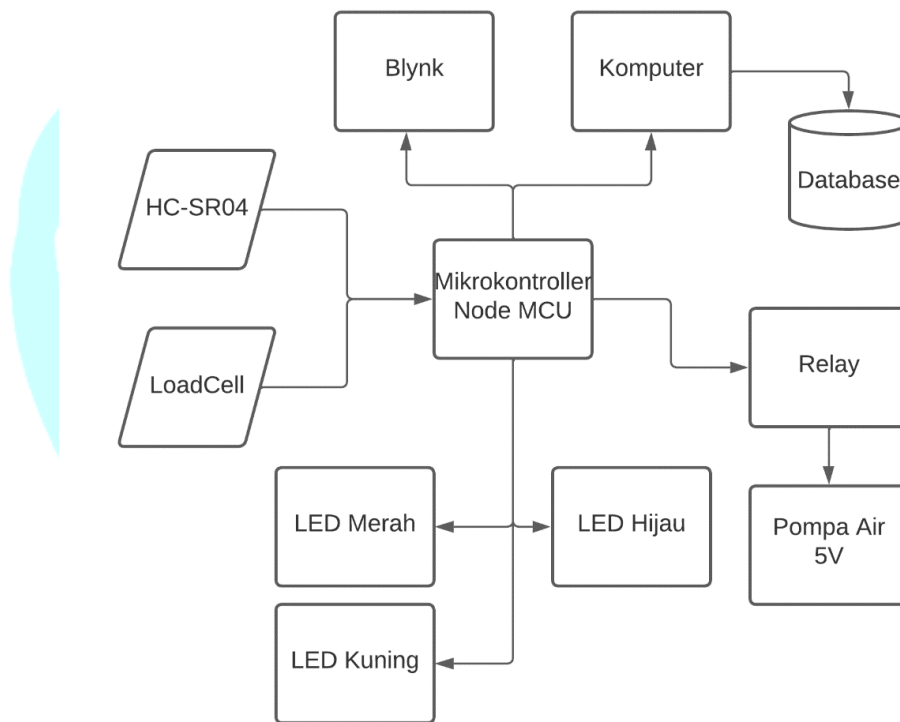 Blynk
Komputer
HC-SR04
Database
Mikrokontroller
Node MCU
LoadCell
Relay
LED Merah
LED Hijau
Pompa Air
5V
LED Kuning